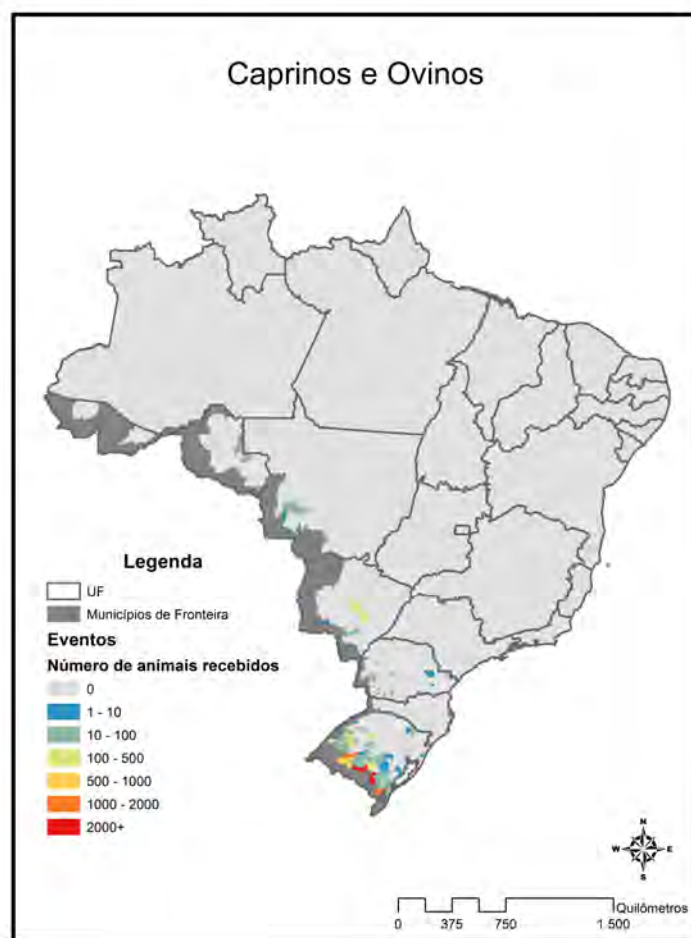 Caprinos e Ovinos
Legenda
UF
Municípios de Fronteira
Eventos
Número de animais recebidos
0
1 - 10
10 - 100
100 - 500
500 - 1000
1000 - 2000
2000+
N
W E
S
Quilômetros
0 375 750 1.500